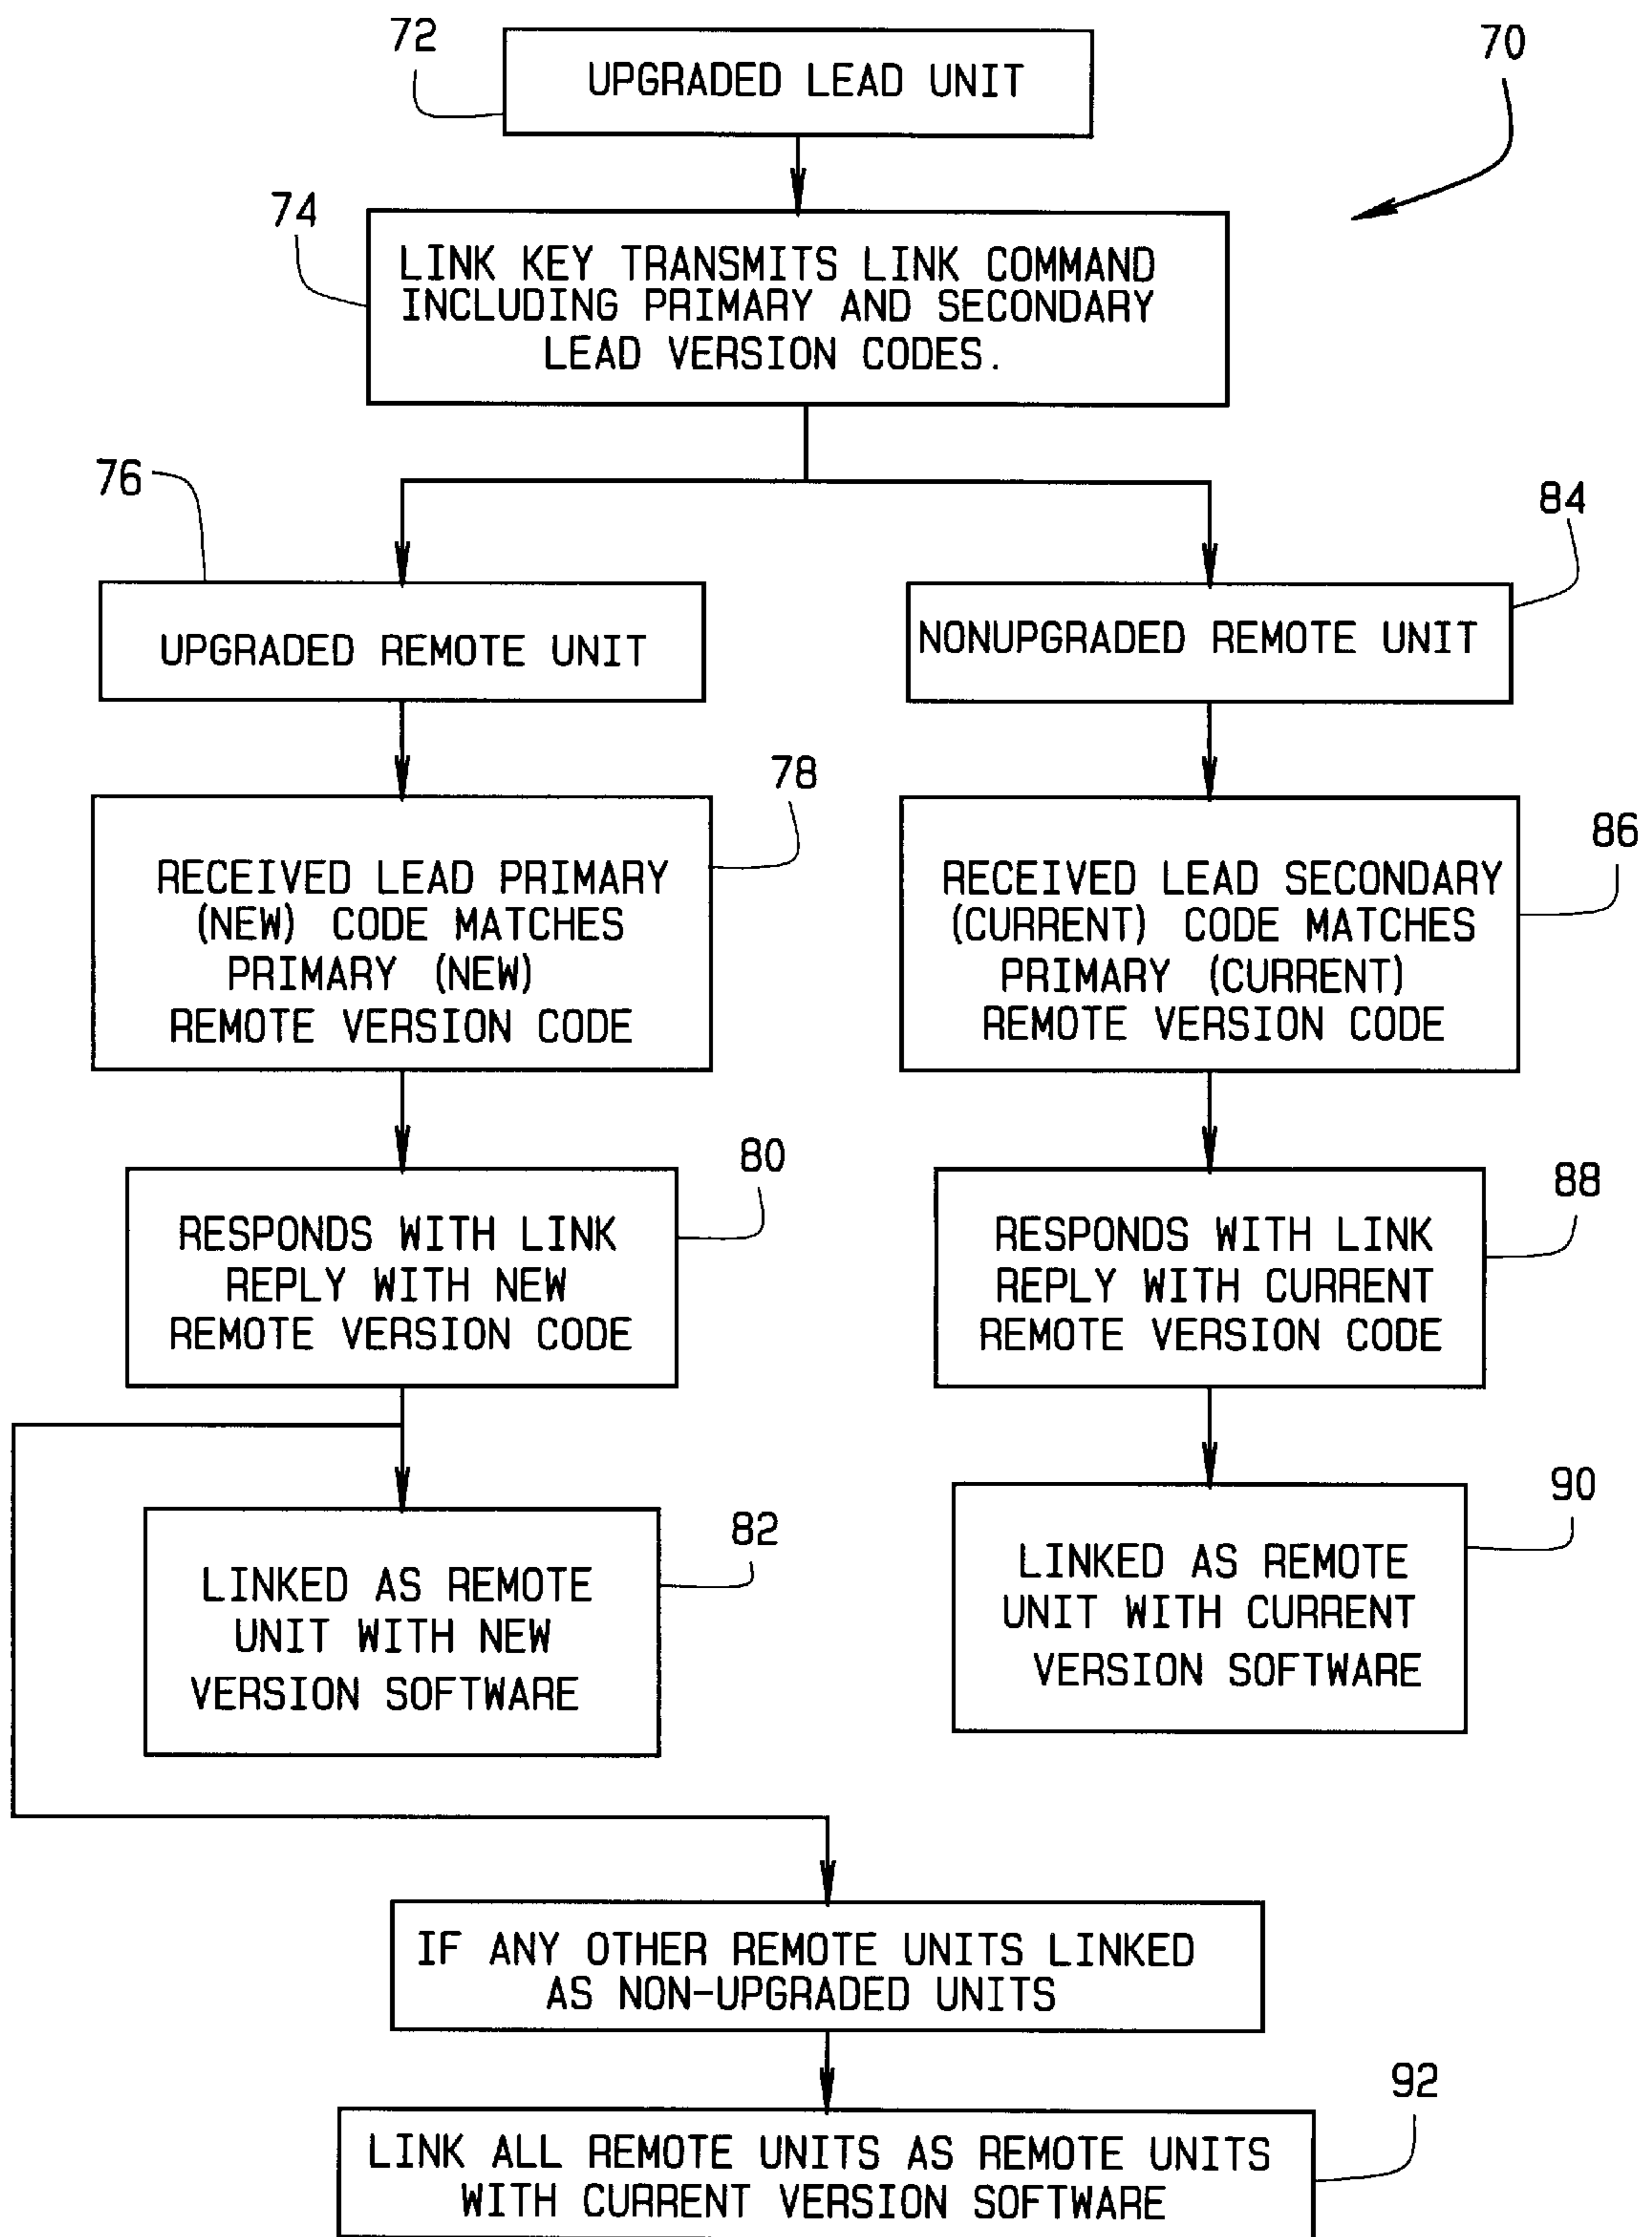 72
UPGRADED LEAD UNIT
70
74
LINK KEY TRANSMITS LINK COMMAND
INCLUDING PRIMARY AND SECONDARY
LEAD VERSION CODES.
76
UPGRADED REMOTE UNIT
84
NONUPGRADED REMOTE UNIT
78
RECEIVED LEAD PRIMARY
(NEW) CODE MATCHES
PRIMARY (NEW)
REMOTE VERSION CODE
86
RECEIVED LEAD SECONDARY
(CURRENT) CODE MATCHES
PRIMARY (CURRENT)
REMOTE VERSION CODE
80
RESPONDS WITH LINK
REPLY WITH NEW
REMOTE VERSION CODE
88
RESPONDS WITH LINK
REPLY WITH CURRENT
REMOTE VERSION CODE
82
LINKED AS REMOTE
UNIT WITH NEW
VERSION SOFTWARE
90
LINKED AS REMOTE
UNIT WITH CURRENT
VERSION SOFTWARE
IF ANY OTHER REMOTE UNITS LINKED
AS NON-UPGRADED UNITS
92
LINK ALL REMOTE UNITS AS REMOTE UNITS
WITH CURRENT VERSION SOFTWARE